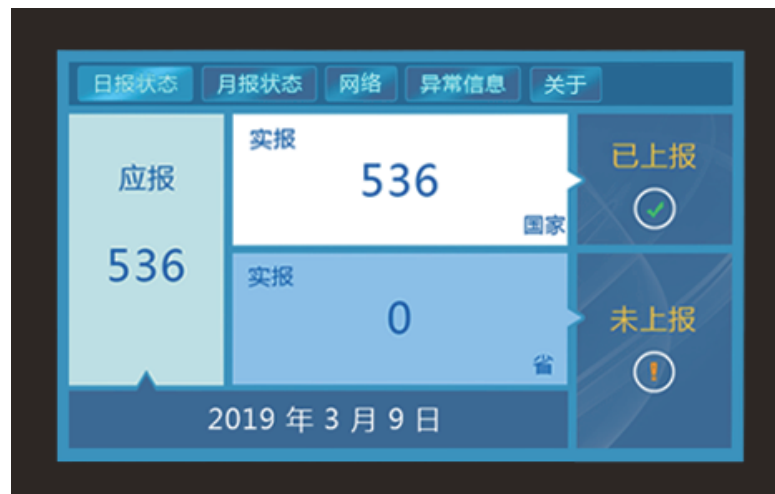 日报状态 月报状态 网络 异常信息 关于
应报
536
实报
536
国家
已上报
实报
0
省
未上报
2019 年 3 月 9 日